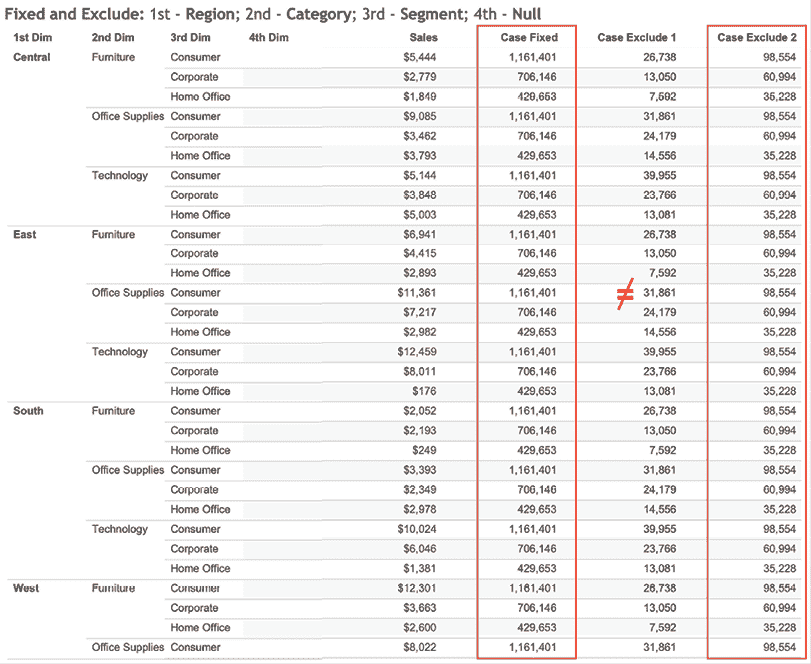 Fixed and Exclude: 1st - Region; 2nd - Category; 3rd - Segment; 4th - Null
1st Dim 2nd Dim 3rd Dim 4th Dim Sales Case Fixed Case Exclude 1 Case Exclude 2
Central Furniture Consumer $5,444 1,161,401 26,738 98,554
Corporate $2,779 706,146 13,050 60,994
Home Office $1,849 429,653 7,592 35,228
Office Supplies Consumer $9,085 1,161,401 31,861 98,554
Corporate $3,462 706,146 24,179 60,994
Home Office $3,793 429,653 14,556 35,228
Technology Consumer $5,144 1,161,401 39,955 98,554
Corporate $3,848 706,146 23,766 60,994
Home Office $5,003 429,653 13,081 35,228
East Furniture Consumer $6,941 1,161,401 26,738 98,554
Corporate $4,415 706,146 13,050 60,994
Home Office $2,893 429,653 7,592 35,228
Office Supplies Consumer $11,361 1,161,401 ≠ 31,861 98,554
Corporate $7,217 706,146 24,179 60,994
Home Office $2,982 429,653 14,556 35,228
Technology Consumer $12,459 1,161,401 39,955 98,554
Corporate $8,011 706,146 23,766 60,994
Home Office $176 429,653 13,081 35,228
South Furniture Consumer $2,052 1,161,401 26,738 98,554
Corporate $2,193 706,146 13,050 60,994
Home Office $249 429,653 7,592 35,228
Office Supplies Consumer $3,393 1,161,401 31,861 98,554
Corporate $2,349 706,146 24,179 60,994
Home Office $2,978 429,653 14,556 35,228
Technology Consumer $10,024 1,161,401 39,955 98,554
Corporate $6,046 706,146 23,766 60,994
Home Office $1,381 429,653 13,081 35,228
West Furniture Consumer $12,301 1,161,401 26,738 98,554
Corporate $3,663 706,146 13,050 60,994
Home Office $2,600 429,653 7,592 35,228
Office Supplies Consumer $8,022 1,161,401 31,861 98,554